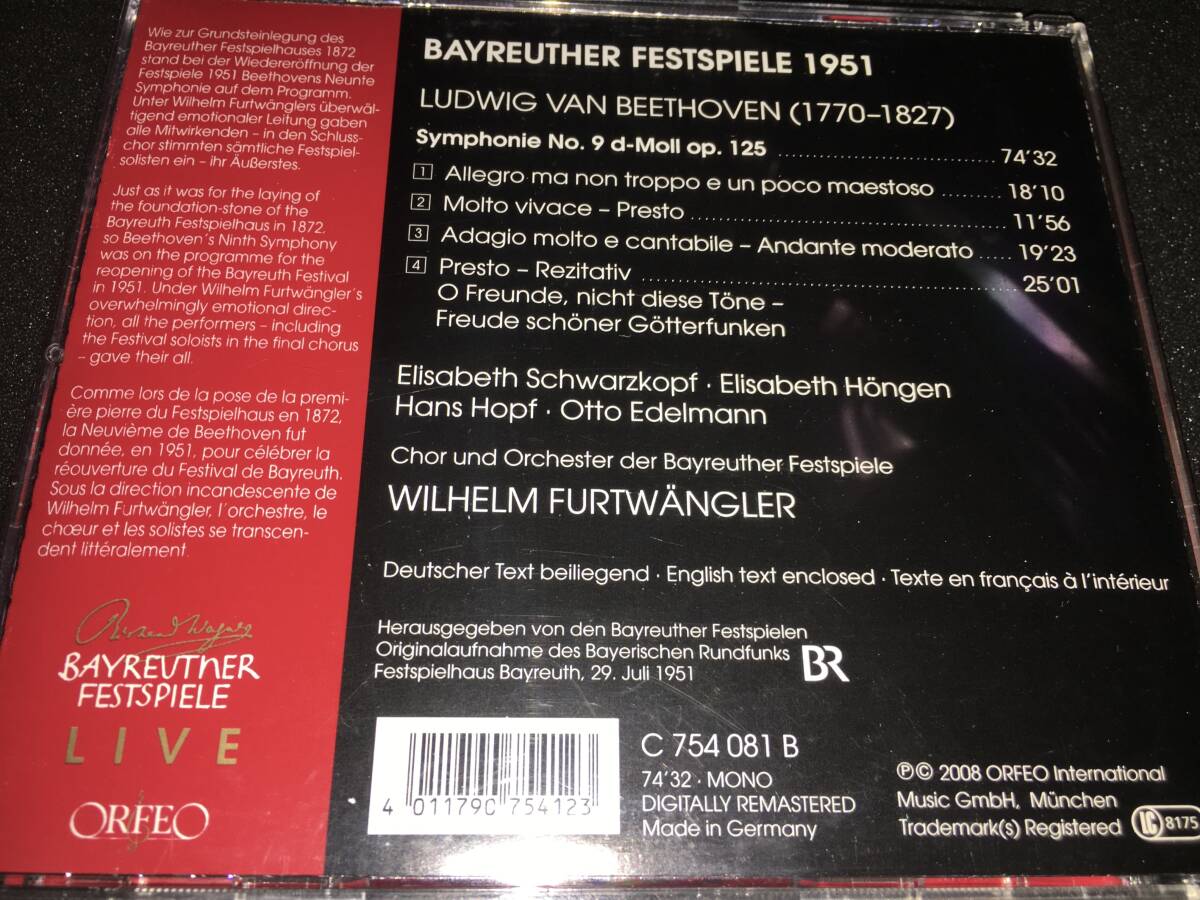 Wie zur Grundsteinlegung des
Bayreuther Festspielhauses 1872
stand bei der Wiedereröffnung der
Festspiele 1951 Beethovens Neunte
Symphonie auf dem Programm.
Unter Wilhelm Furtwänglers überwäl-
tigend emotionaler Leitung gaben
alle Mitwirkenden – in den Schluss-
chor stimmten sämtliche Festspiel-
solisten ein – ihr Äußerstes.
Just as it was for the laying of
the foundation-stone of the
Bayreuth Festspielhaus in 1872,
so Beethoven's Ninth Symphony
was on the programme for the
reopening of the Bayreuth Festival
in 1951. Under Wilhelm Furtwängler's
overwhelmingly emotional direc-
tion, all the performers – including
the Festival soloists in the final chorus
– gave their all.
Comme lors de la pose de la premi-
ère pierre du Festspielhaus en 1872,
la Neuvième de Beethoven fut
donnée, en 1951, pour célébrer la
réouverture du Festival de Bayreuth.
Sous la direction incandescente de
Wilhelm Furtwängler, l'orchestre, le
chœur et les solistes se transcen-
dent littéralement.
Richard Wagner
BAYREUTHER
FESTSPIELE
LIVE
ORFEO
BAYREUTHER FESTSPIELE 1951
LUDWIG VAN BEETHOVEN (1770–1827)
Symphonie No. 9 d-Moll op. 125 ........ 74'32
1 Allegro ma non troppo e un poco maestoso ........ 18'10
2 Molto vivace – Presto ........ 11'56
3 Adagio molto e cantabile – Andante moderato ..... 19'23
4 Presto – Rezitativ ........ 25'01
O Freunde, nicht diese Töne –
Freude schöner Götterfunken
Elisabeth Schwarzkopf · Elisabeth Höngen
Hans Hopf · Otto Edelmann
Chor und Orchester der Bayreuther Festspiele
WILHELM FURTWÄNGLER
Deutscher Text beiliegend · English text enclosed · Texte en français à l'intérieur
Herausgegeben von den Bayreuther Festspielen
Originalaufnahme des Bayerischen Rundfunks
Festspielhaus Bayreuth, 29. Juli 1951
BR
4 011790 754123
C 754 081 B
74'32 · MONO
DIGITALLY REMASTERED
Made in Germany
℗© 2008 ORFEO International
Music GmbH, München
Trademark(s) Registered
LC 8175